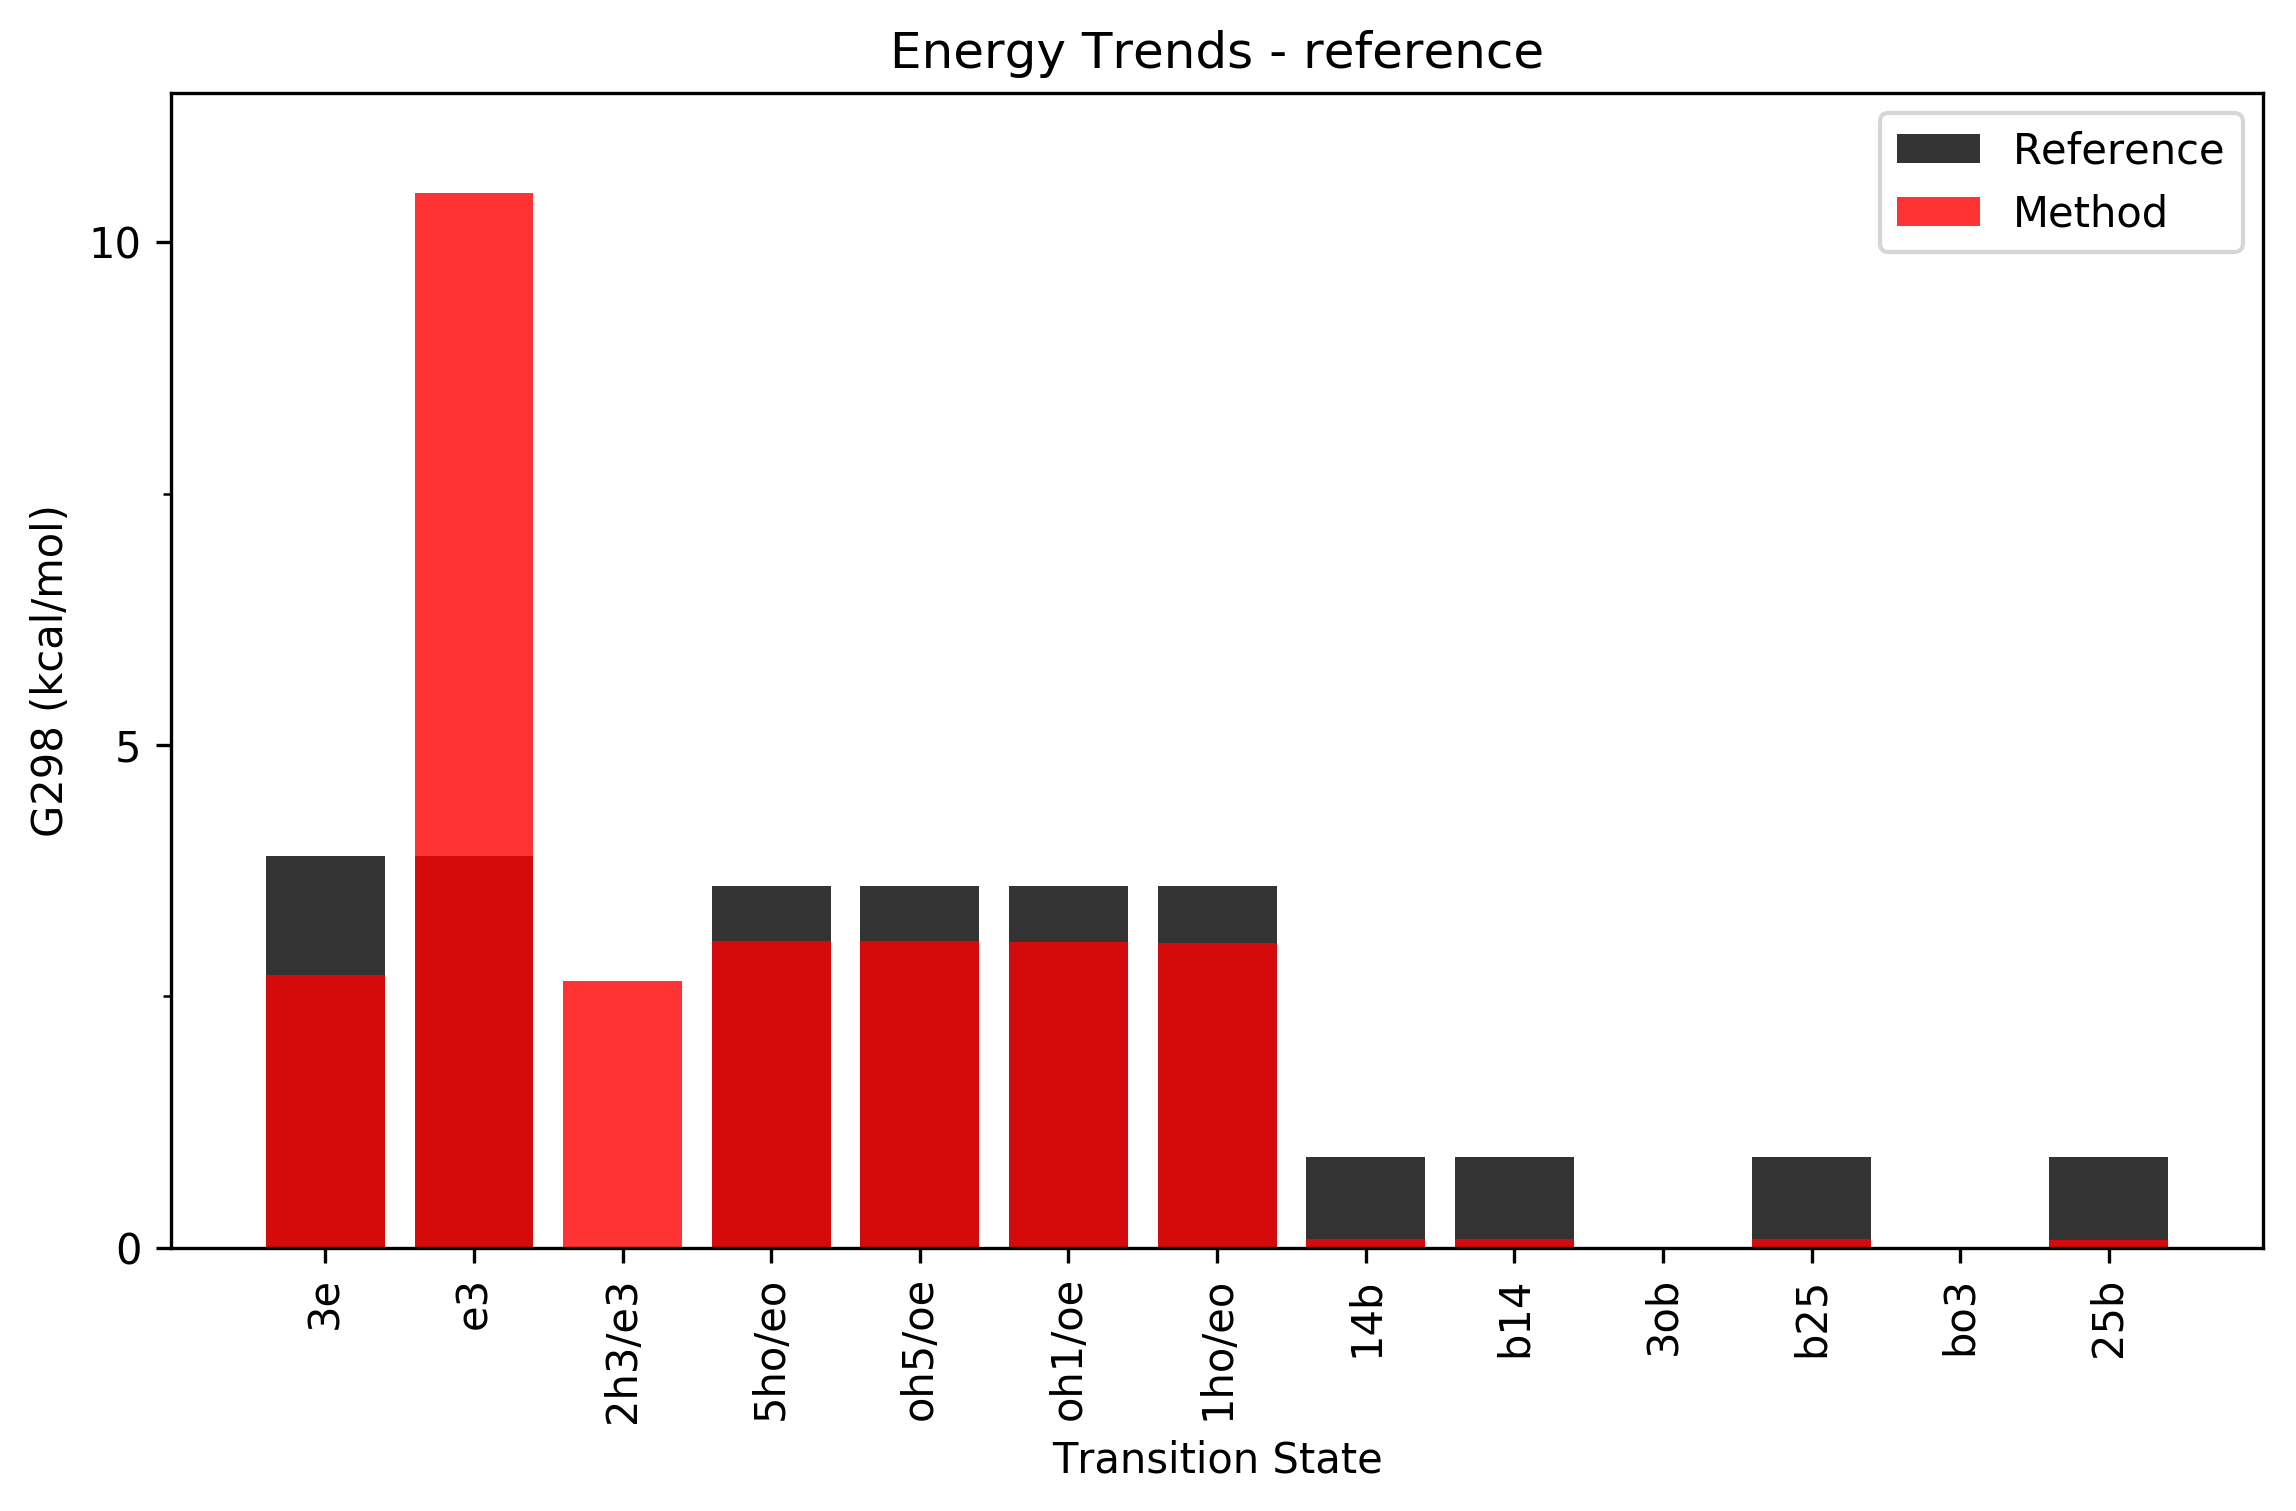 Energy Trends - reference
Reference
Method
G298 (kcal/mol)
10
5
0
3e
e3
2h3/e3
5ho/eo
oh5/oe
oh1/oe
1ho/eo
14b
b14
3ob
b25
bo3
25b
Transition State